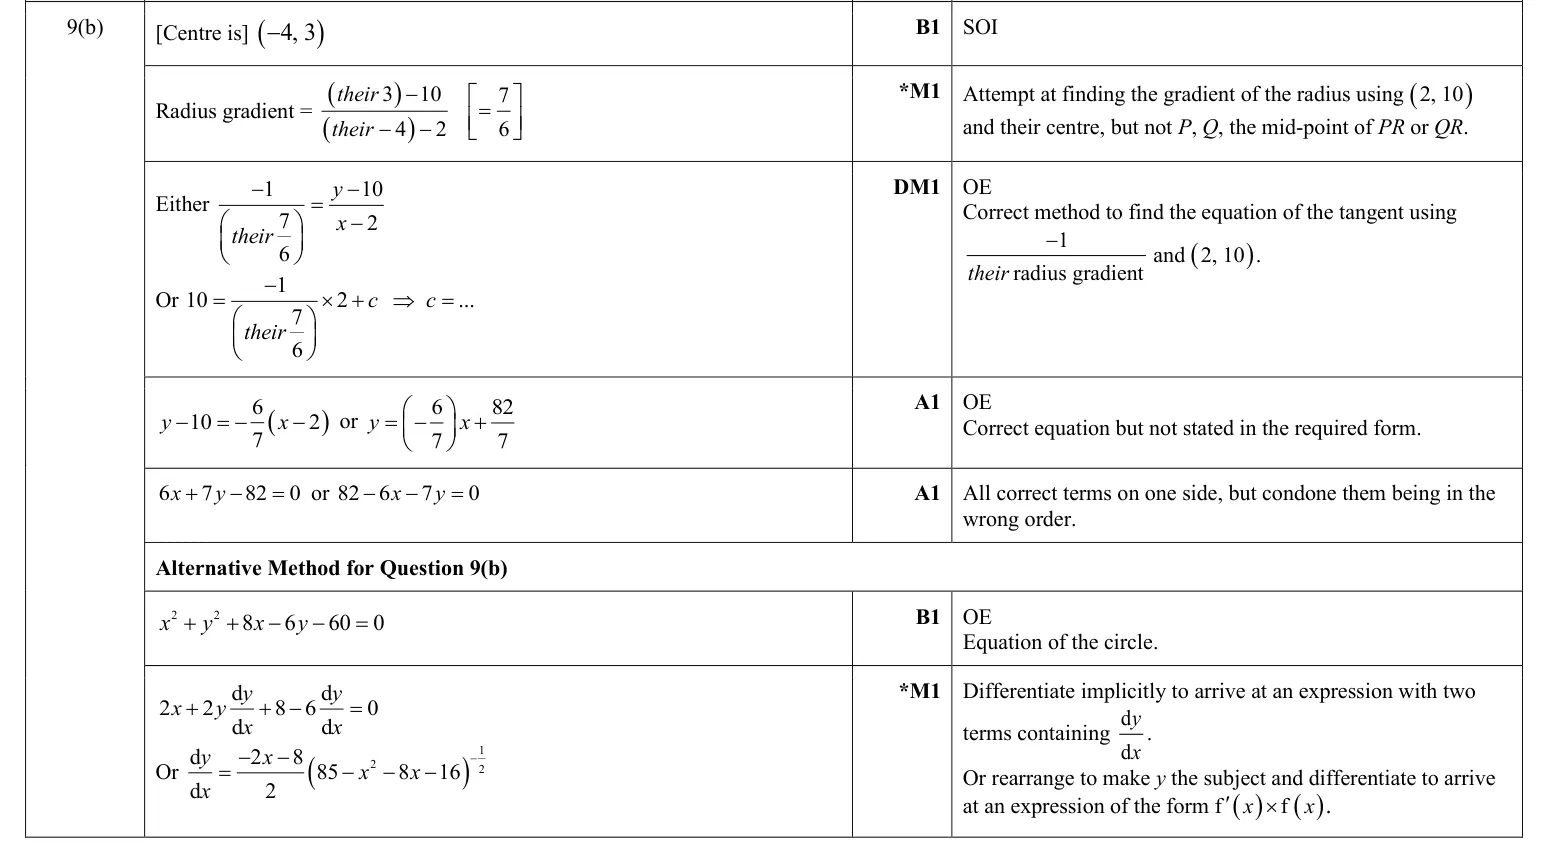 9(b)
[Centre is] (−4, 3)
B1
SOI
Radius gradient = ((their 3) − 10)/((their − 4) − 2) [= 7/6]
*M1
Attempt at finding the gradient of the radius using (2, 10)
and their centre, but not P, Q, the mid-point of PR or QR.
Either −1/(their 7/6) = (y − 10)/(x − 2)
Or 10 = −1/(their 7/6) × 2 + c ⇒ c = ...
DM1
OE
Correct method to find the equation of the tangent using
−1/(their radius gradient) and (2, 10).
y − 10 = −6/7 (x − 2) or y = (−6/7)x + 82/7
A1
OE
Correct equation but not stated in the required form.
6x + 7y − 82 = 0 or 82 − 6x − 7y = 0
A1
All correct terms on one side, but condone them being in the
wrong order.
Alternative Method for Question 9(b)
x² + y² + 8x − 6y − 60 = 0
B1
OE
Equation of the circle.
2x + 2y dy/dx + 8 − 6 dy/dx = 0
Or dy/dx = (−2x − 8)/2 (85 − x² − 8x − 16)^(−1/2)
*M1
Differentiate implicitly to arrive at an expression with two
terms containing dy/dx.
Or rearrange to make y the subject and differentiate to arrive
at an expression of the form f′(x) × f(x).